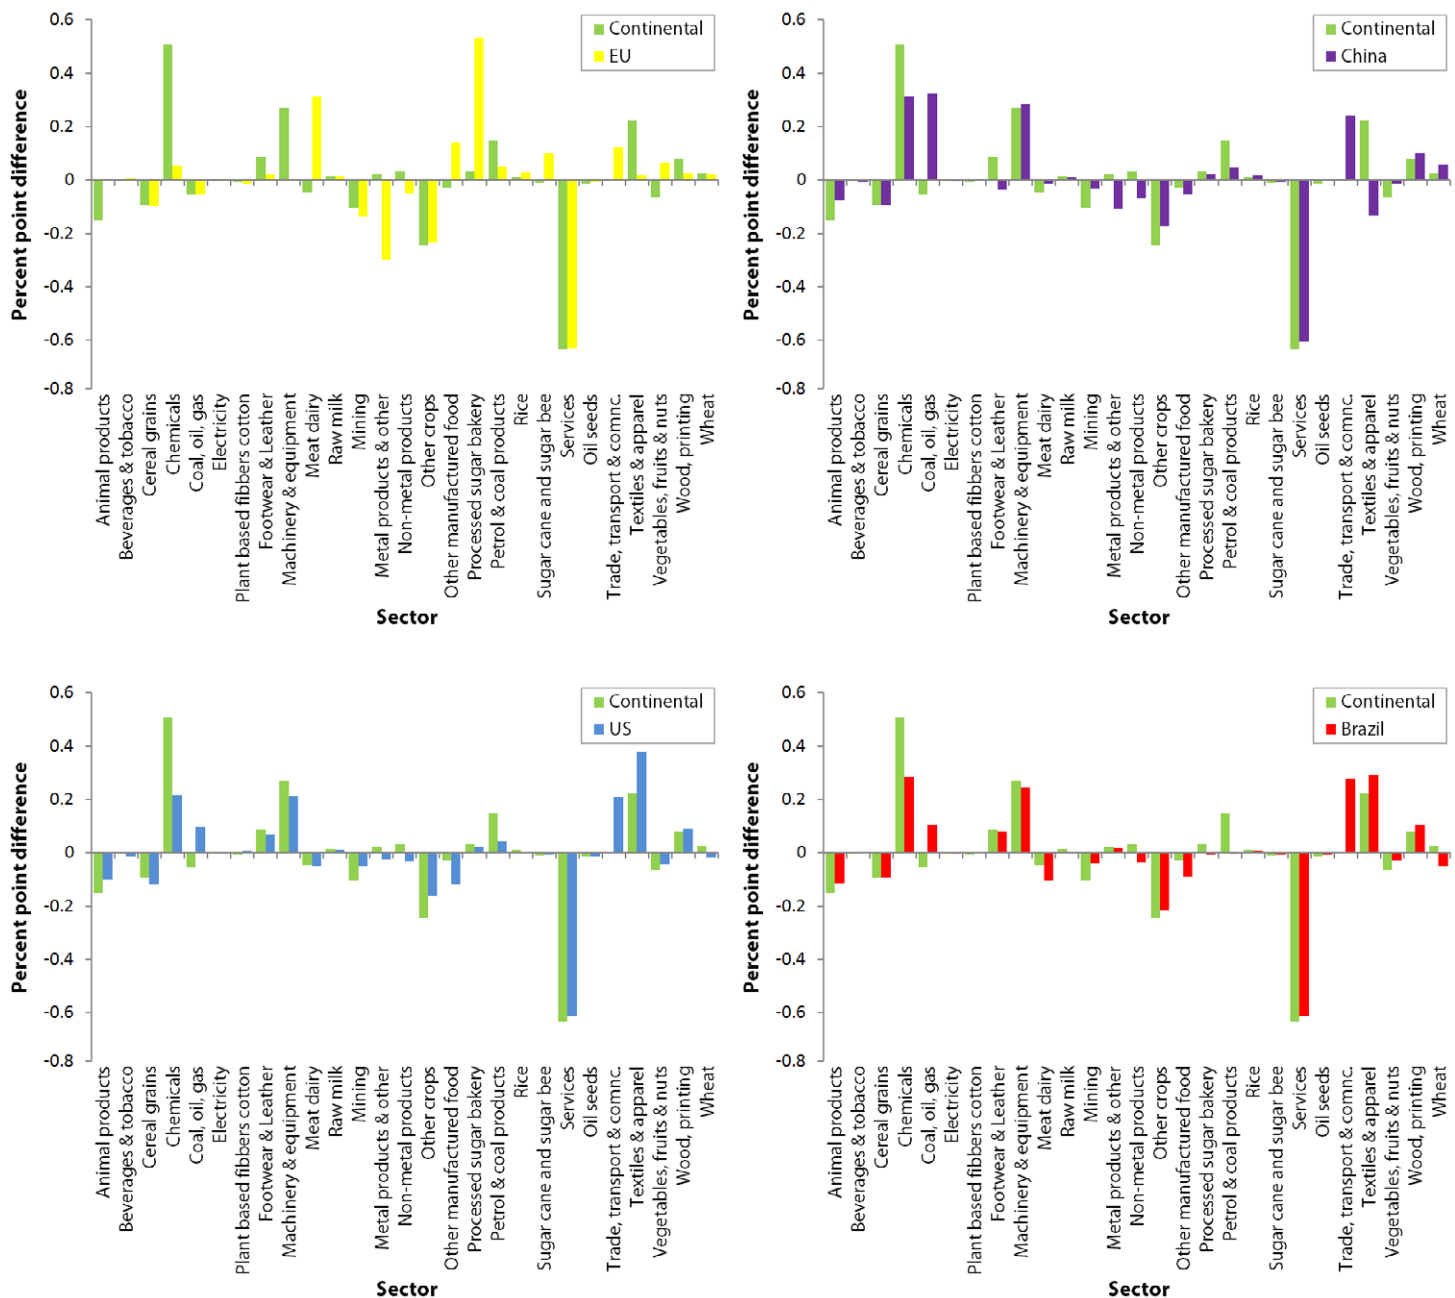 0.6
0.4
0.2
0
-0.2
-0.4
-0.6
-0.8
Percent point difference
Continental
EU
Animal products
Beverages & tobacco
Cereal grains
Chemicals
Coal, oil, gas
Electricity
Plant based fibbers cotton
Footwear & Leather
Machinery & equipment
Meat dairy
Raw milk
Mining
Metal products & other
Non-metal products
Other crops
Other manufactured food
Processed sugar bakery
Petrol & coal products
Rice
Sugar cane and sugar bee
Services
Oil seeds
Trade, transport & comnc.
Textiles & apparel
Vegetables, fruits & nuts
Wood, printing
Wheat
Sector
0.6
0.4
0.2
0
-0.2
-0.4
-0.6
-0.8
Percent point difference
Continental
China
Animal products
Beverages & tobacco
Cereal grains
Chemicals
Coal, oil, gas
Electricity
Plant based fibbers cotton
Footwear & Leather
Machinery & equipment
Meat dairy
Raw milk
Mining
Metal products & other
Non-metal products
Other crops
Other manufactured food
Processed sugar bakery
Petrol & coal products
Rice
Sugar cane and sugar bee
Services
Oil seeds
Trade, transport & comnc.
Textiles & apparel
Vegetables, fruits & nuts
Wood, printing
Wheat
Sector
0.6
0.4
0.2
0
-0.2
-0.4
-0.6
-0.8
Percent point difference
Continental
US
Animal products
Beverages & tobacco
Cereal grains
Chemicals
Coal, oil, gas
Electricity
Plant based fibbers cotton
Footwear & Leather
Machinery & equipment
Meat dairy
Raw milk
Mining
Metal products & other
Non-metal products
Other crops
Other manufactured food
Processed sugar bakery
Petrol & coal products
Rice
Sugar cane and sugar bee
Services
Oil seeds
Trade, transport & comnc.
Textiles & apparel
Vegetables, fruits & nuts
Wood, printing
Wheat
Sector
0.6
0.4
0.2
0
-0.2
-0.4
-0.6
-0.8
Percent point difference
Continental
Brazil
Animal products
Beverages & tobacco
Cereal grains
Chemicals
Coal, oil, gas
Electricity
Plant based fibbers cotton
Footwear & Leather
Machinery & equipment
Meat dairy
Raw milk
Mining
Metal products & other
Non-metal products
Other crops
Other manufactured food
Processed sugar bakery
Petrol & coal products
Rice
Sugar cane and sugar bee
Services
Oil seeds
Trade, transport & comnc.
Textiles & apparel
Vegetables, fruits & nuts
Wood, printing
Wheat
Sector